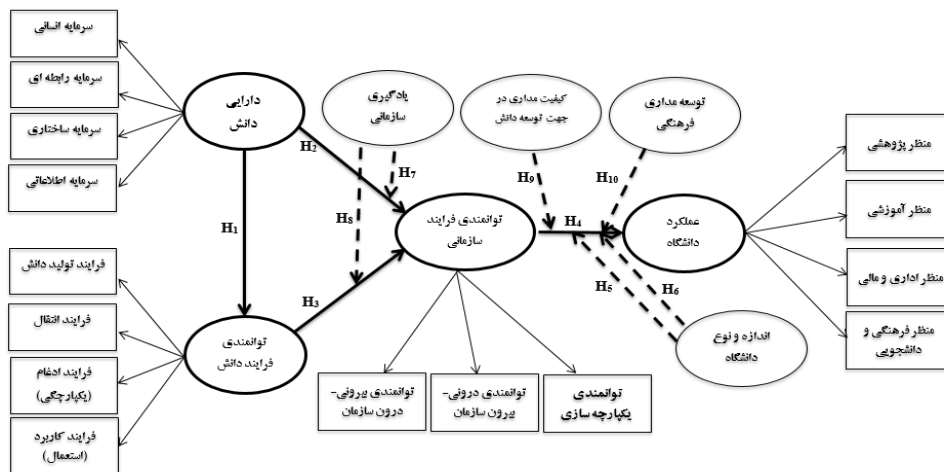 سرمایه انسانی
سرمایه رابطه ای
سرمایه ساختاری
سرمایه اطلاعاتی
دارایی
دانش
یادگیری
سازمانی
کیفیت مداری در
جهت توسعه دانش
توسعه مداری
فرهنگی
H2
H7
H9
H10
H1
H8
H4
H3
H5
H6
توانمندی فرایند
سازمانی
عملکرد
دانشگاه
منظر پژوهشی
منظر آموزشی
منظر اداری و مالی
منظر فرهنگی و
دانشجویی
فرایند تولید دانش
فرایند انتقال
فرایند ادغام
(یکپارچگی)
فرایند کاربرد
(استعمال)
توانمندی
فرایند دانش
اندازه و نوع
دانشگاه
توانمندی بیرونی-
درون سازمان
توانمندی درونی-
بیرون سازمان
توانمندی
یکپارچه سازی